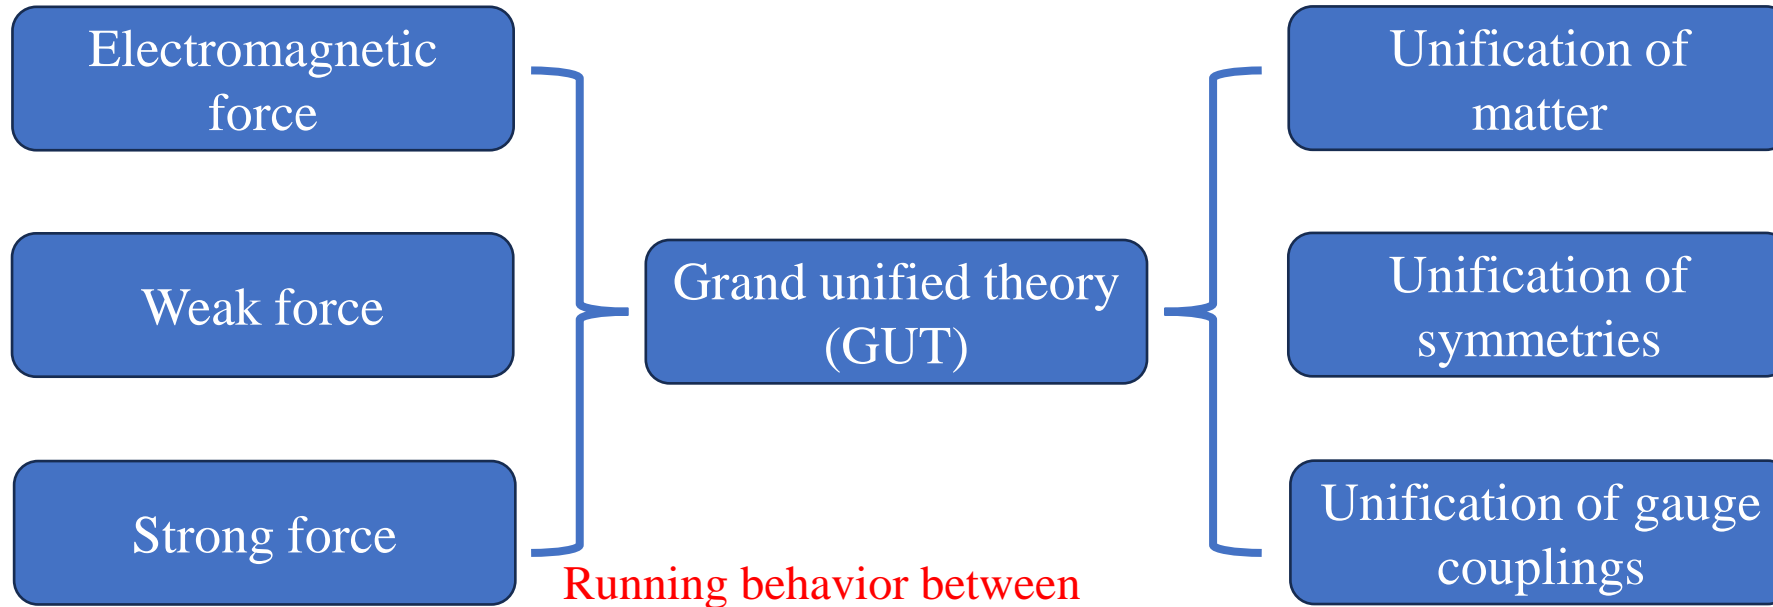 Electromagnetic
force
Weak force
Strong force
Grand unified theory
(GUT)
Unification of
matter
Unification of
symmetries
Unification of gauge
couplings
Running behavior between